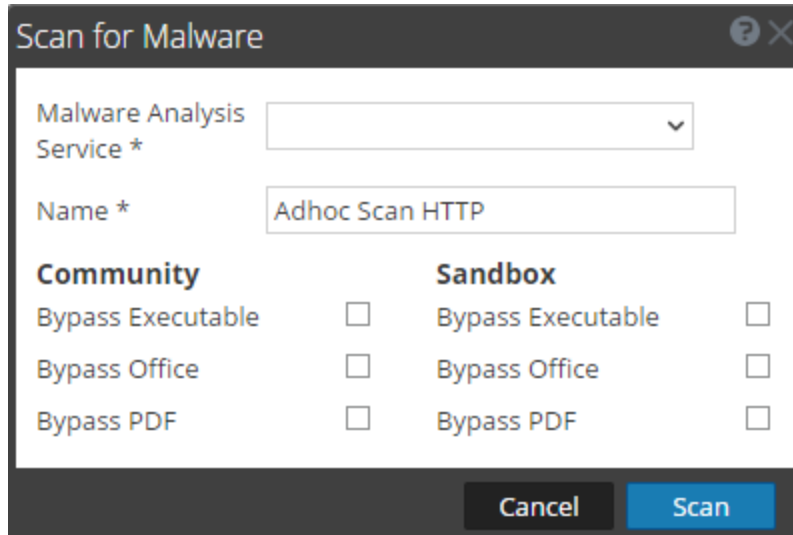 Scan for Malware
Malware Analysis
Service *
Name *
Adhoc Scan HTTP
Community
Sandbox
Bypass Executable
Bypass Executable
Bypass Office
Bypass Office
Bypass PDF
Bypass PDF
Cancel
Scan